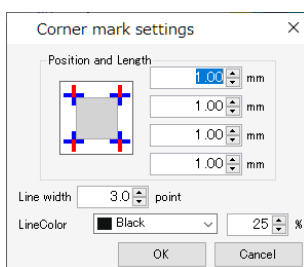 Corner mark settings
Position and Length
1.00 mm
1.00 mm
1.00 mm
1.00 mm
Line width 3.0 point
LineColor Black 25 %
OK Cancel